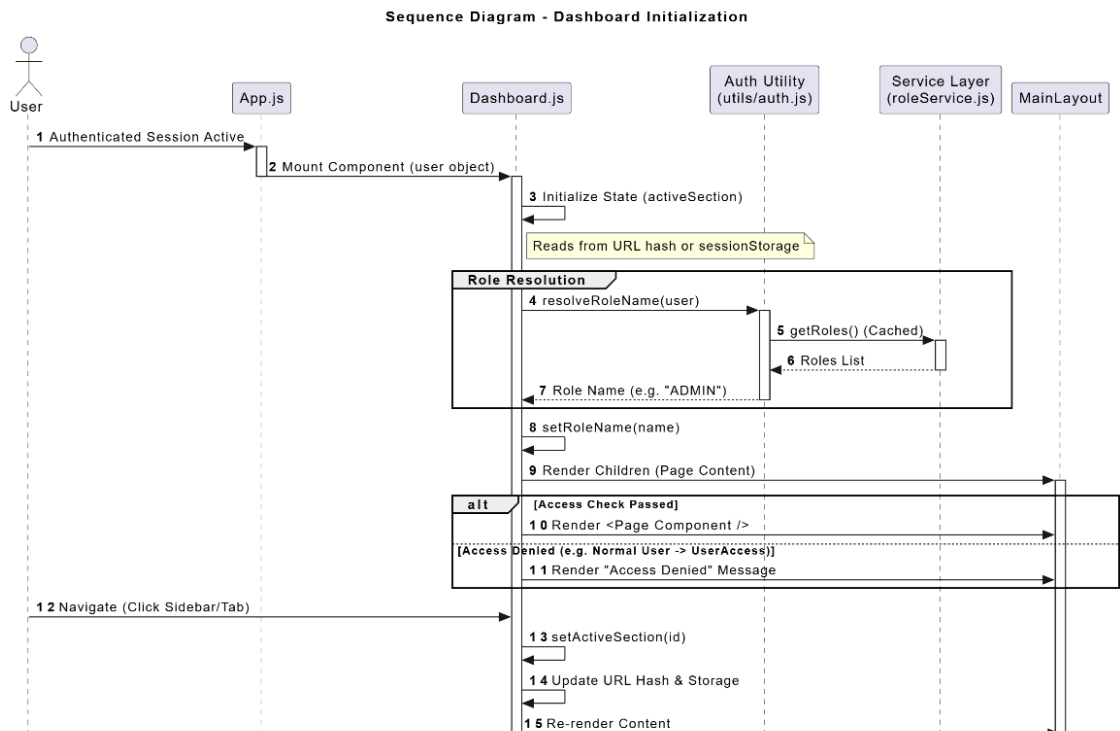 Sequence Diagram - Dashboard Initialization
User
App.js
Dashboard.js
Auth Utility
(utils/auth.js)
Service Layer
(roleService.js)
MainLayout
1 Authenticated Session Active
2 Mount Component (user object)
3 Initialize State (activeSection)
Reads from URL hash or sessionStorage
Role Resolution
4 resolveRoleName(user)
5 getRoles() (Cached)
6 Roles List
7 Role Name (e.g. "ADMIN")
8 setRoleName(name)
9 Render Children (Page Content)
alt [Access Check Passed]
10 Render <Page Component />
[Access Denied (e.g. Normal User -> UserAccess)]
11 Render "Access Denied" Message
12 Navigate (Click Sidebar/Tab)
13 setActiveSection(id)
14 Update URL Hash & Storage
15 Re-render Content